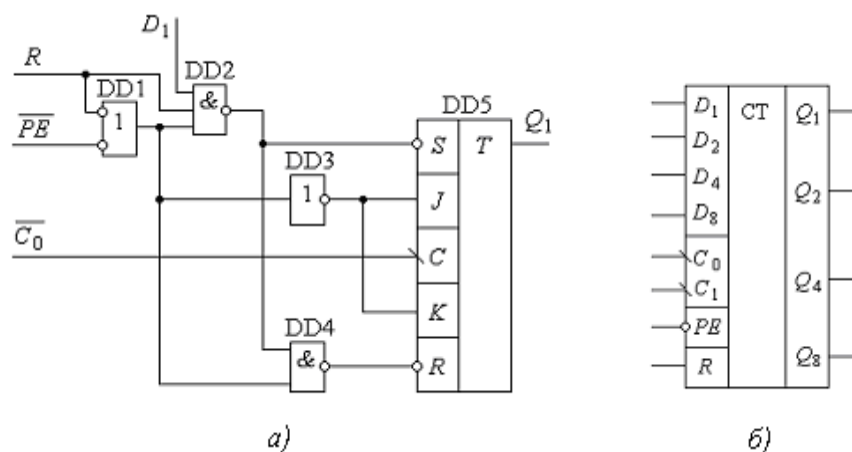 D1
R
DD1
DD2
&
1
PE
DD5
S
T
Q1
DD3
1
J
C0
C
K
DD4
&
R
а)
D1
CT
Q1
D2
D4
Q2
D8
C0
C1
Q4
PE
R
Q8
б)